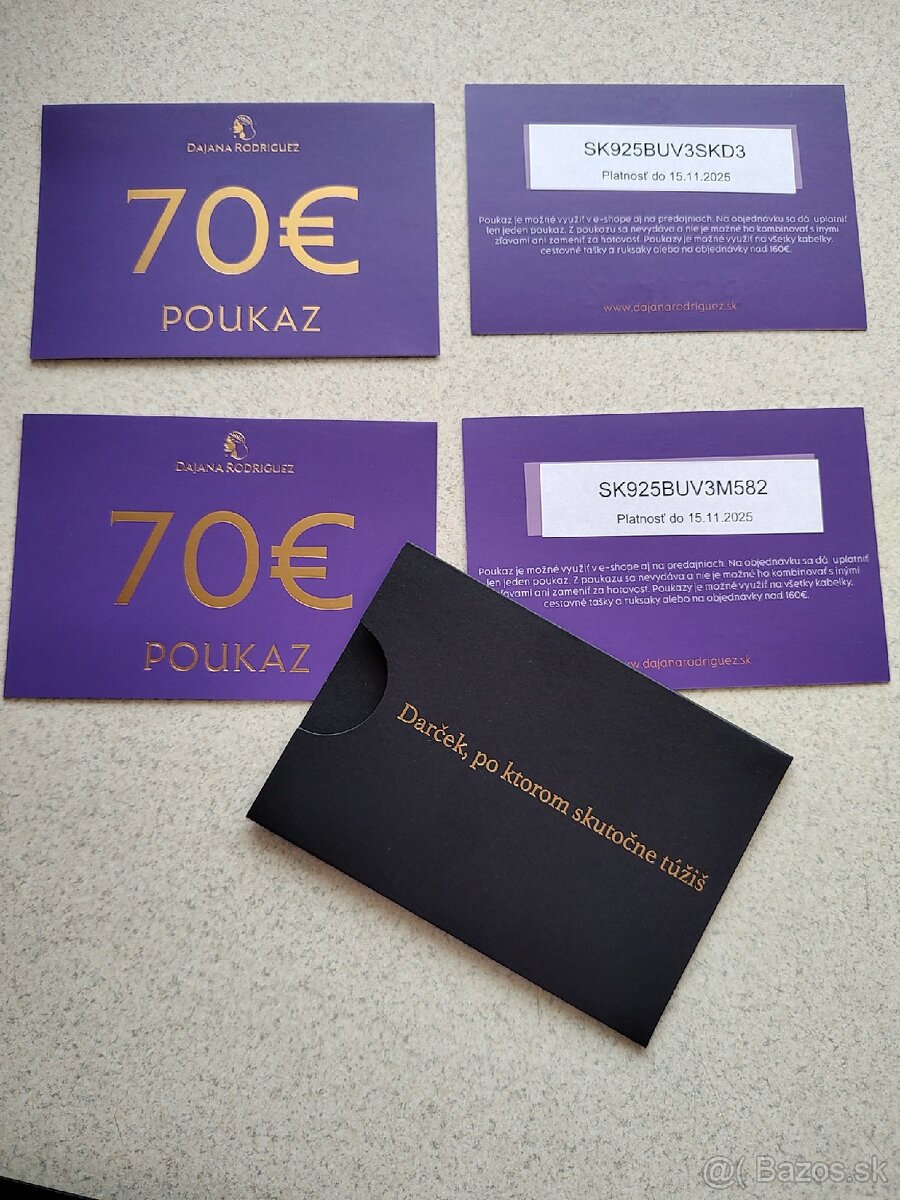 DAJANA RODRIGUEZ
70€
POUKAZ
SK925BUV3SKD3
Platnosť do 15.11.2025
Poukaz je možné využiť v e-shope aj na predajniach. Na objednávku sa dá uplatniť
len jeden poukaz. Z poukazu sa nevydáva a nie je možné ho kombinovať s inými
zľavami ani zameniť za hotovosť. Poukazy je možné využiť na všetky kabelky,
cestovné tašky a ruksaky alebo na objednávky nad 160€.
www.dajanarodriguez.sk
DAJANA RODRIGUEZ
70€
POUKAZ
SK925BUV3M582
Platnosť do 15.11.2025
Poukaz je možné využiť v e-shope aj na predajniach. Na objednávku sa dá uplatniť
len jeden poukaz. Z poukazu sa nevydáva a nie je možné ho kombinovať s inými
zľavami ani zameniť za hotovosť. Poukazy je možné využiť na všetky kabelky,
cestovné tašky a ruksaky alebo na objednávky nad 160€.
w.dajanarodriguez.sk
Darček, po ktorom skutočne túžiš
@( Bazos.sk